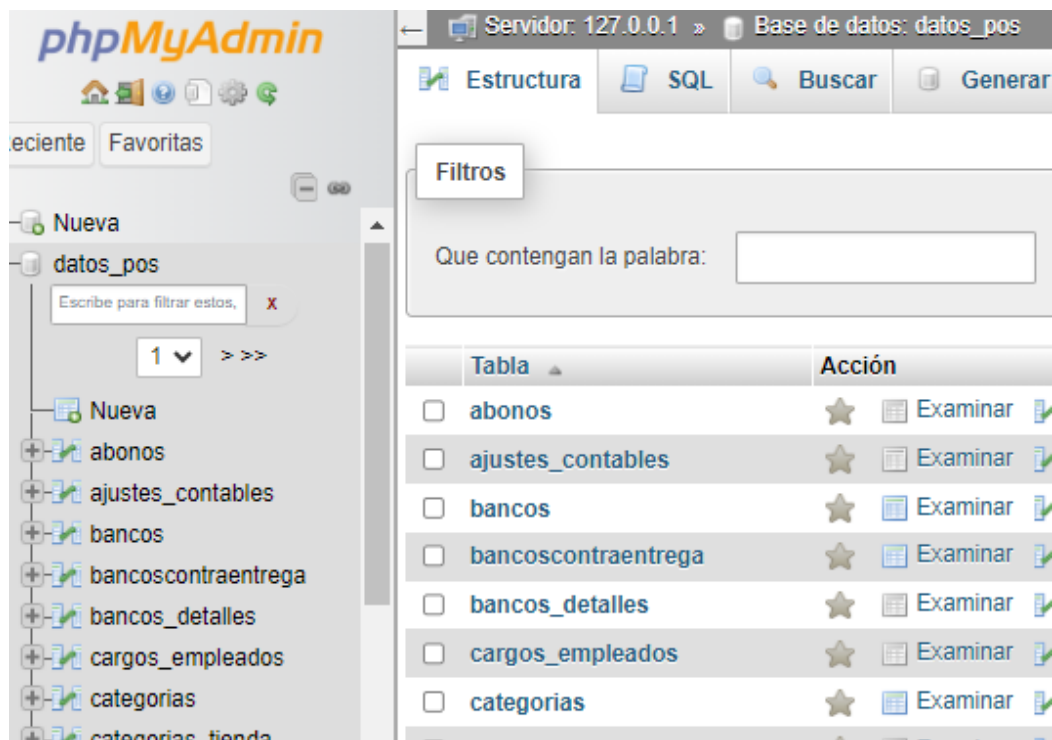 phpMyAdmin
eciente Favoritas
Nueva
datos_pos
Escribe para filtrar estos, X
1 > >>
Nueva
abonos
ajustes_contables
bancos
bancoscontraentrega
bancos_detalles
cargos_empleados
categorias
categorias_tienda
← Servidor: 127.0.0.1 » Base de datos: datos_pos
Estructura SQL Buscar Generar
Filtros
Que contengan la palabra:
Tabla Acción
abonos Examinar
ajustes_contables Examinar
bancos Examinar
bancoscontraentrega Examinar
bancos_detalles Examinar
cargos_empleados Examinar
categorias Examinar